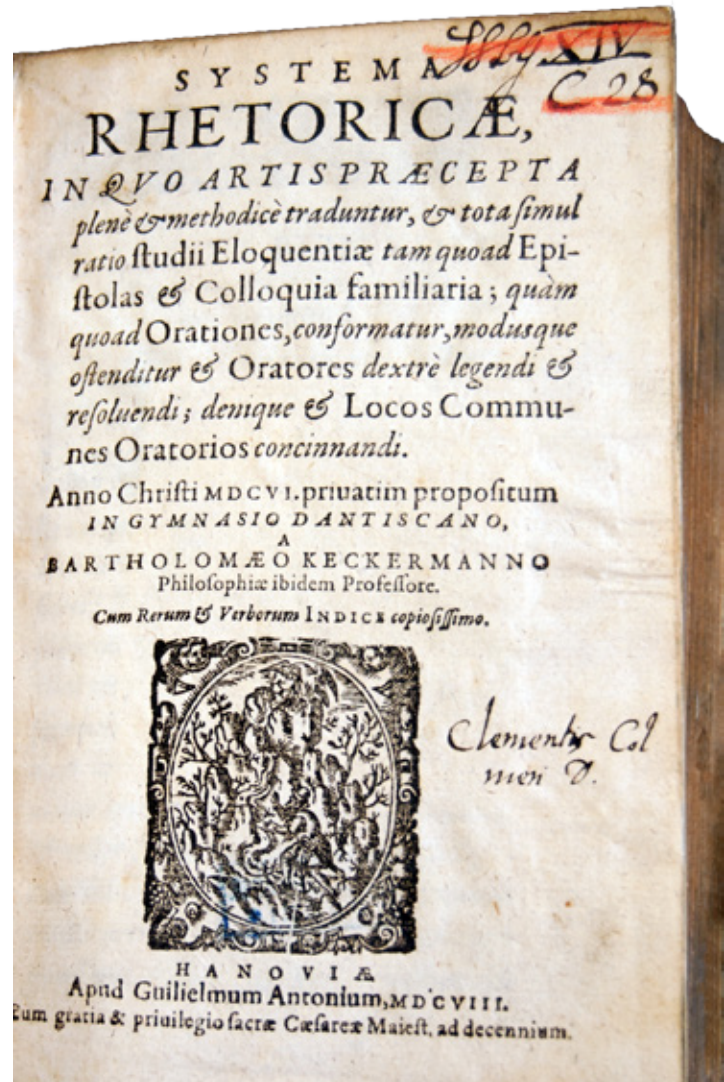 SYSTEMA
XIV
C 28
RHETORICÆ,
IN QVO ARTIS PRÆCEPTA
plenè & methodicè traduntur, & tota ſimul
ratio ſtudii Eloquentiæ tam quoad Epi-
ſtolas & Colloquia familiaria; quàm
quoad Orationes, conformatur, modusque
oſtenditur & Oratores dextrè legendi &
reſoluendi; denique & Locos Commu-
nes Oratorios concinnandi.
Anno Chriſti MDCVI. priuatim propoſitum
IN GYMNASIO DANTISCANO,
A
BARTHOLOMÆO KECKERMANNO
Philoſophiæ ibidem Profeſſore.
Cum Rerum & Verborum INDICE copioſiſſimo.
Clementis Col
meri D.
HANOVIÆ
Apud Guilielmum Antonium, MDCVIII.
Cum gratia & priuilegio ſacræ Cæſareæ Maieſt. ad decennium.